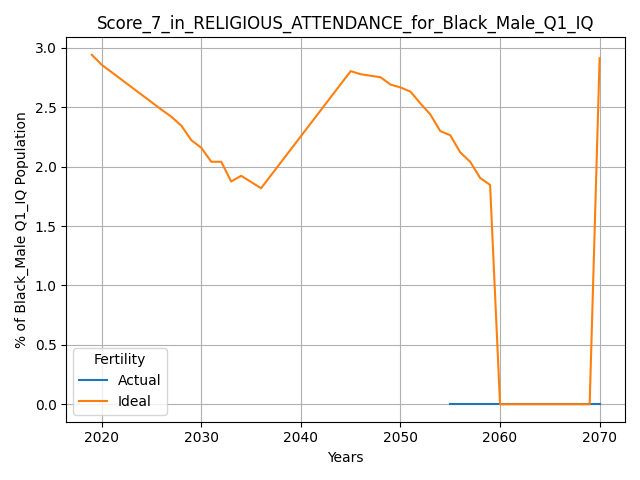 Score_7_in_RELIGIOUS_ATTENDANCE_for_Black_Male_Q1_IQ
% of Black_Male Q1_IQ Population
3.0
2.5
2.0
1.5
1.0
0.5
0.0
Fertility
Actual
Ideal
2020 2030 2040 2050 2060 2070
Years